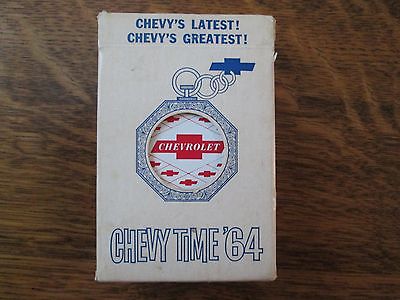 CHEVY'S LATEST!
CHEVY'S GREATEST!
CHEVROLET
CHEVY TIME '64